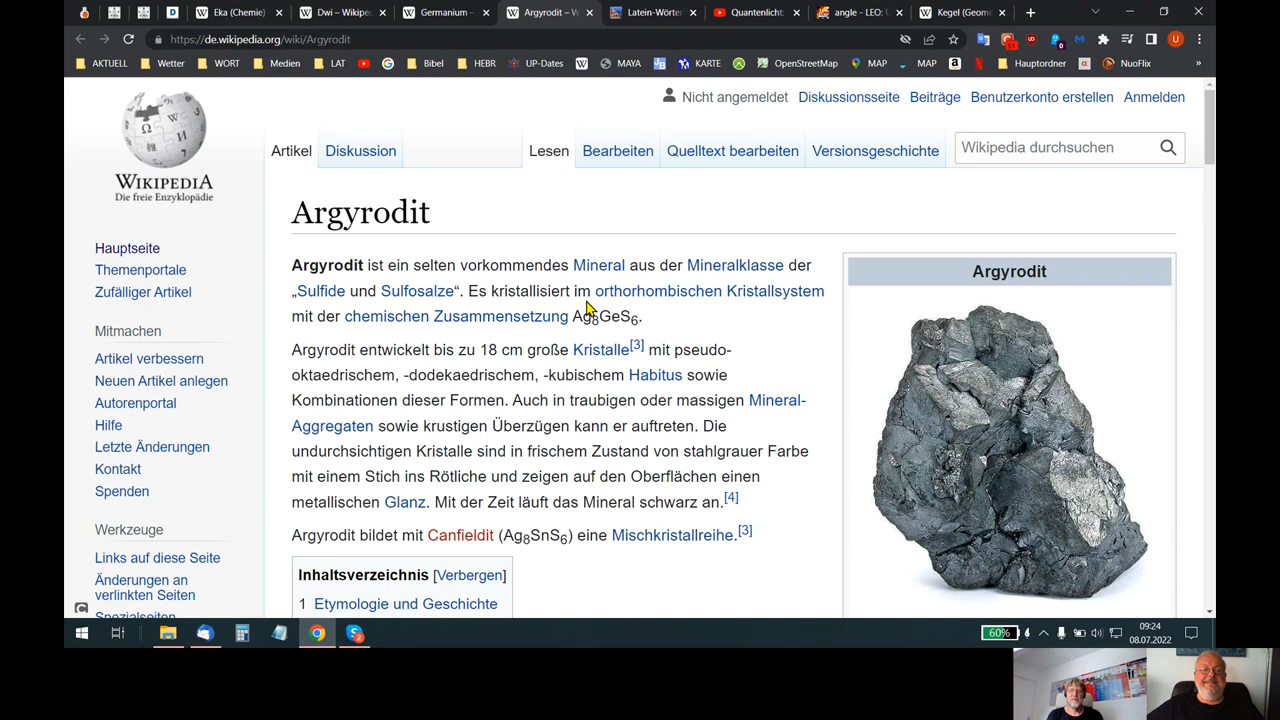 Eka (Chemie)
Dwi – Wikipe
Germanium –
Argyrodit – W
Latein-Wörter
Quantenlicht:
angle - LEO: Ü
Kegel (Geom
https://de.wikipedia.org/wiki/Argyrodit
AKTUELL
Wetter
WORT
Medien
LAT
Bibel
HEBR
UP-Dates
MAYA
KARTE
OpenStreetMap
MAP
MAP
Hauptordner
NuoFlix
»
Nicht angemeldet Diskussionsseite Beiträge Benutzerkonto erstellen Anmelden
Artikel Diskussion Lesen Bearbeiten Quelltext bearbeiten Versionsgeschichte Wikipedia durchsuchen
WIKIPEDIA
Die freie Enzyklopädie
Hauptseite
Themenportale
Zufälliger Artikel
Mitmachen
Artikel verbessern
Neuen Artikel anlegen
Autorenportal
Hilfe
Letzte Änderungen
Kontakt
Spenden
Werkzeuge
Links auf diese Seite
Änderungen an
verlinkten Seiten
Spezialseiten
Argyrodit
Argyrodit ist ein selten vorkommendes Mineral aus der Mineralklasse der
„Sulfide und Sulfosalze“. Es kristallisiert im orthorhombischen Kristallsystem
mit der chemischen Zusammensetzung Ag₈GeS₆.
Argyrodit entwickelt bis zu 18 cm große Kristalle[3] mit pseudo-
oktaedrischem, -dodekaedrischem, -kubischem Habitus sowie
Kombinationen dieser Formen. Auch in traubigen oder massigen Mineral-
Aggregaten sowie krustigen Überzügen kann er auftreten. Die
undurchsichtigen Kristalle sind in frischem Zustand von stahlgrauer Farbe
mit einem Stich ins Rötliche und zeigen auf den Oberflächen einen
metallischen Glanz. Mit der Zeit läuft das Mineral schwarz an.[4]
Argyrodit bildet mit Canfieldit (Ag₈SnS₆) eine Mischkristallreihe.[3]
Inhaltsverzeichnis [Verbergen]
1 Etymologie und Geschichte
Argyrodit
60%
09:24
08.07.2022